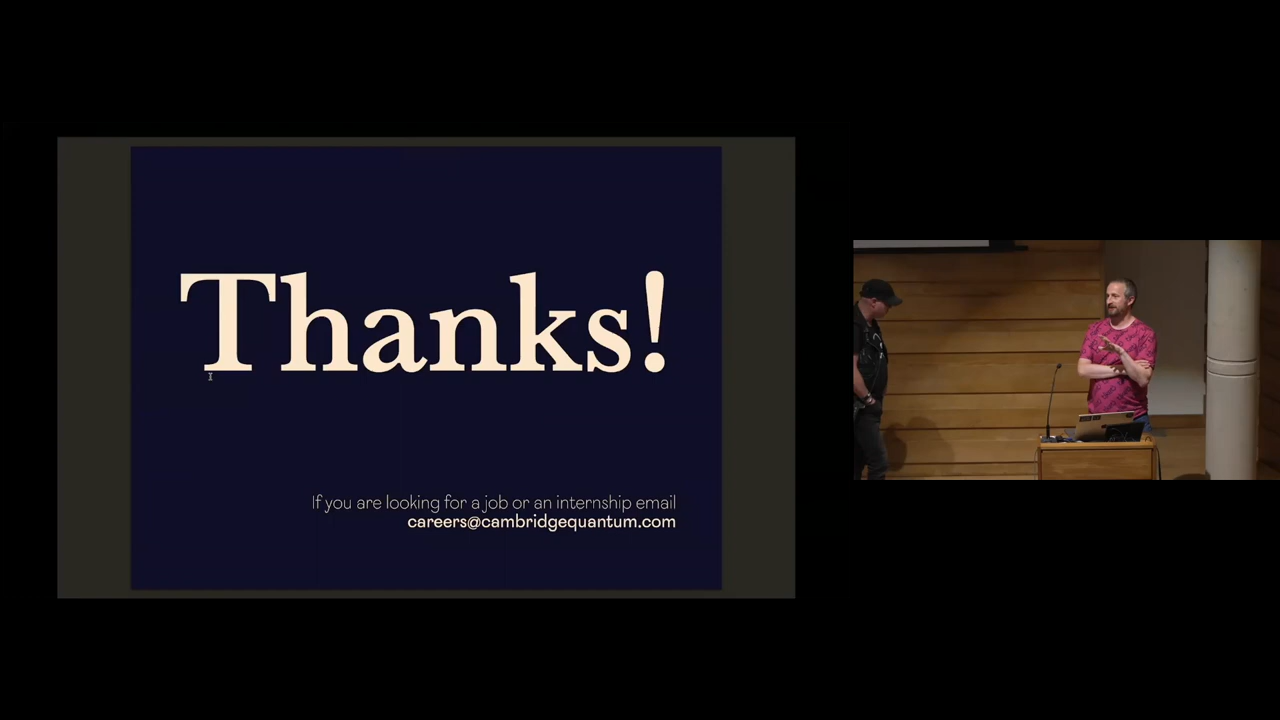 Thanks!
If you are looking for a job or an internship email
careers@cambridgequantum.com